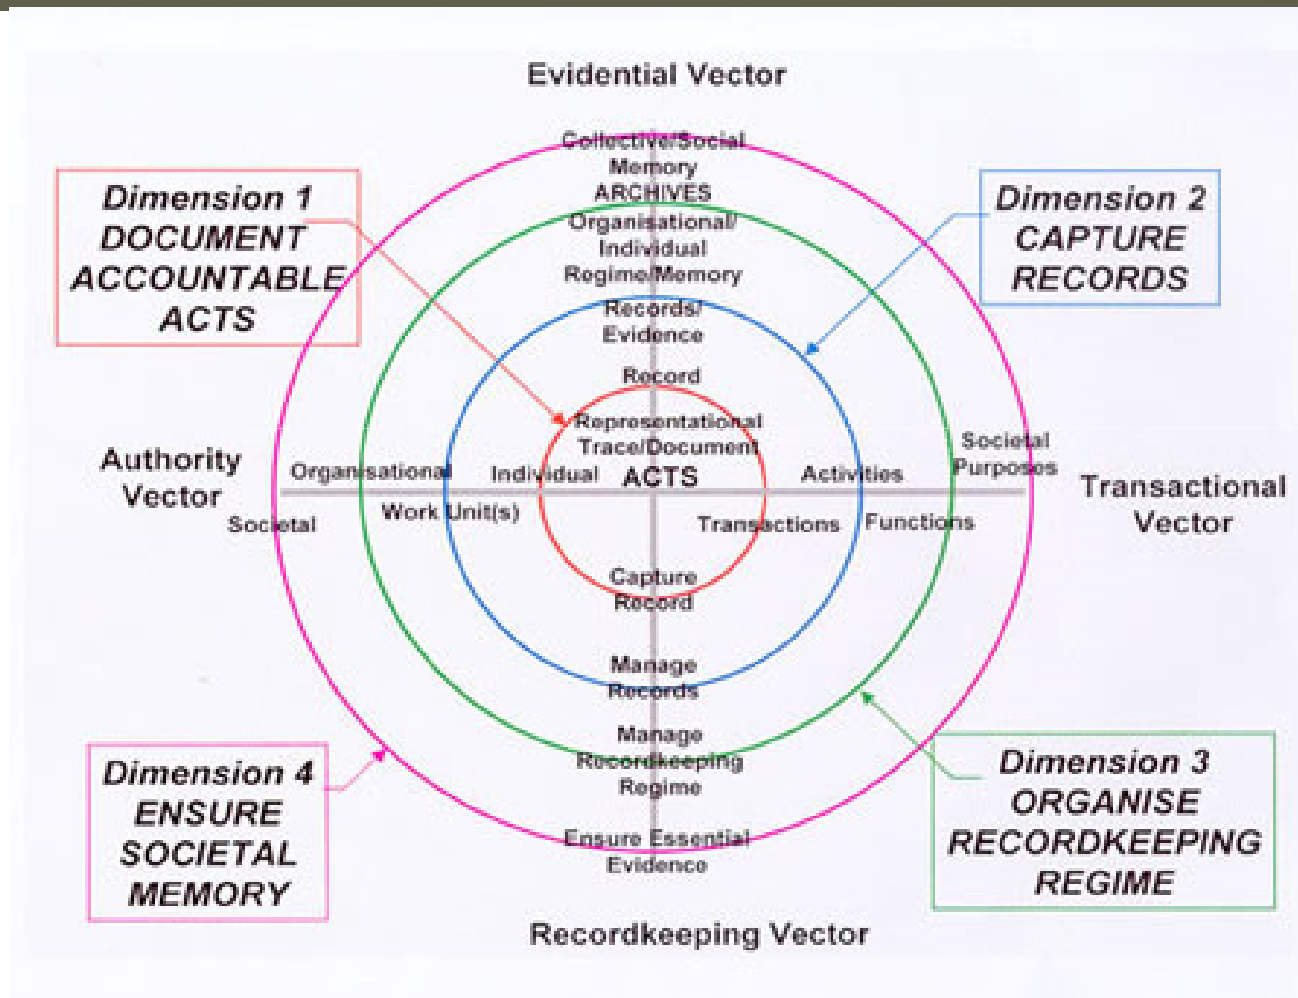 Evidential Vector
Collective/Social
Memory
ARCHIVES
Dimension 1
DOCUMENT
ACCOUNTABLE
ACTS
Dimension 2
CAPTURE
RECORDS
Organisational/
Individual
Regime/Memory
Records/
Evidence
Record
Representational
Trace/Document
ACTS
Authority
Vector
Organisational
Individual
Work Unit(s)
Societal
Activities
Societal
Purposes
Transactions
Functions
Transactional
Vector
Capture
Record
Manage
Records
Manage
Recordkeeping
Regime
Ensure Essential
Evidence
Dimension 4
ENSURE
SOCIETAL
MEMORY
Dimension 3
ORGANISE
RECORDKEEPING
REGIME
Recordkeeping Vector